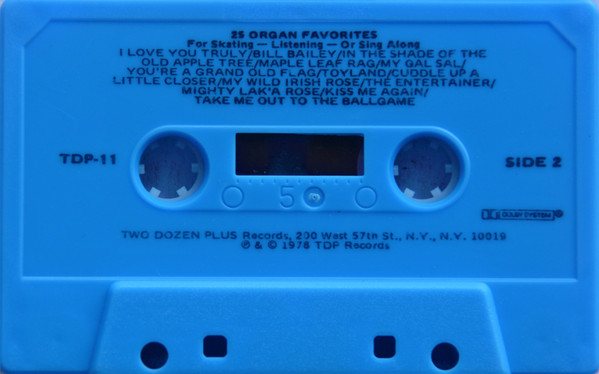 25 ORGAN FAVORITES
For Skating — Listening — Or Sing Along
I LOVE YOU TRULY/BILL BAILEY/IN THE SHADE OF THE
OLD APPLE TREE/MAPLE LEAF RAG/MY GAL SAL/
YOU'RE A GRAND OLD FLAG/TOYLAND/CUDDLE UP A
LITTLE CLOSER/MY WILD IRISH ROSE/THE ENTERTAINER/
MIGHTY LAK'A ROSE/KISS ME AGAIN/
TAKE ME OUT TO THE BALLGAME
TDP-11
SIDE 2
5
DOLBY SYSTEM ®
TWO DOZEN PLUS Records, 200 West 57th St., N.Y., N.Y. 10019
℗ & © 1978 TDP Records